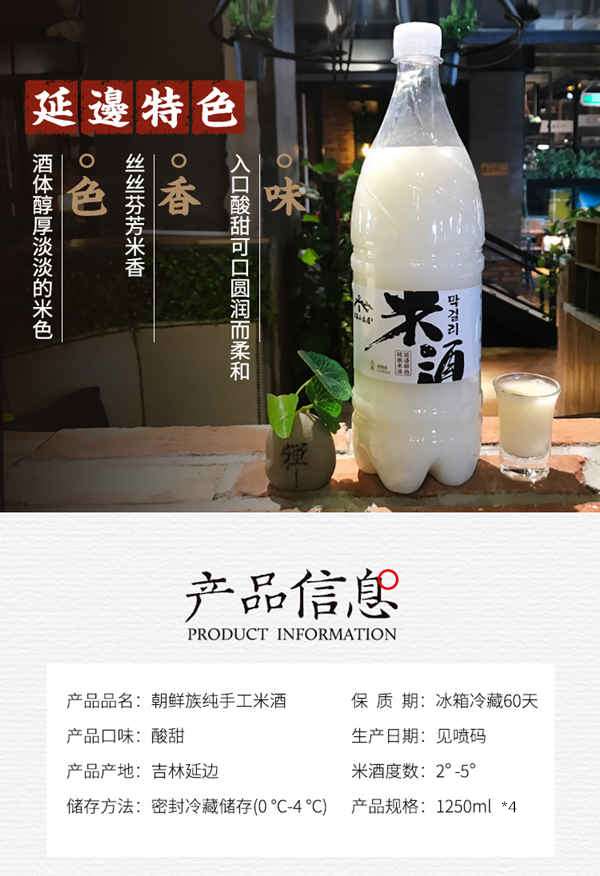 延邊特色
色
酒体醇厚淡淡的米色
香
丝丝芬芳米香
味
入口酸甜可口圆润而柔和
막걸리
米酒
产品信息
PRODUCT INFORMATION
产品品名：朝鲜族纯手工米酒
保 质 期：冰箱冷藏60天
产品口味：酸甜
生产日期：见喷码
产品产地：吉林延边
米酒度数：2° -5°
储存方法：密封冷藏储存(0 ℃-4 ℃)
产品规格：1250ml *4